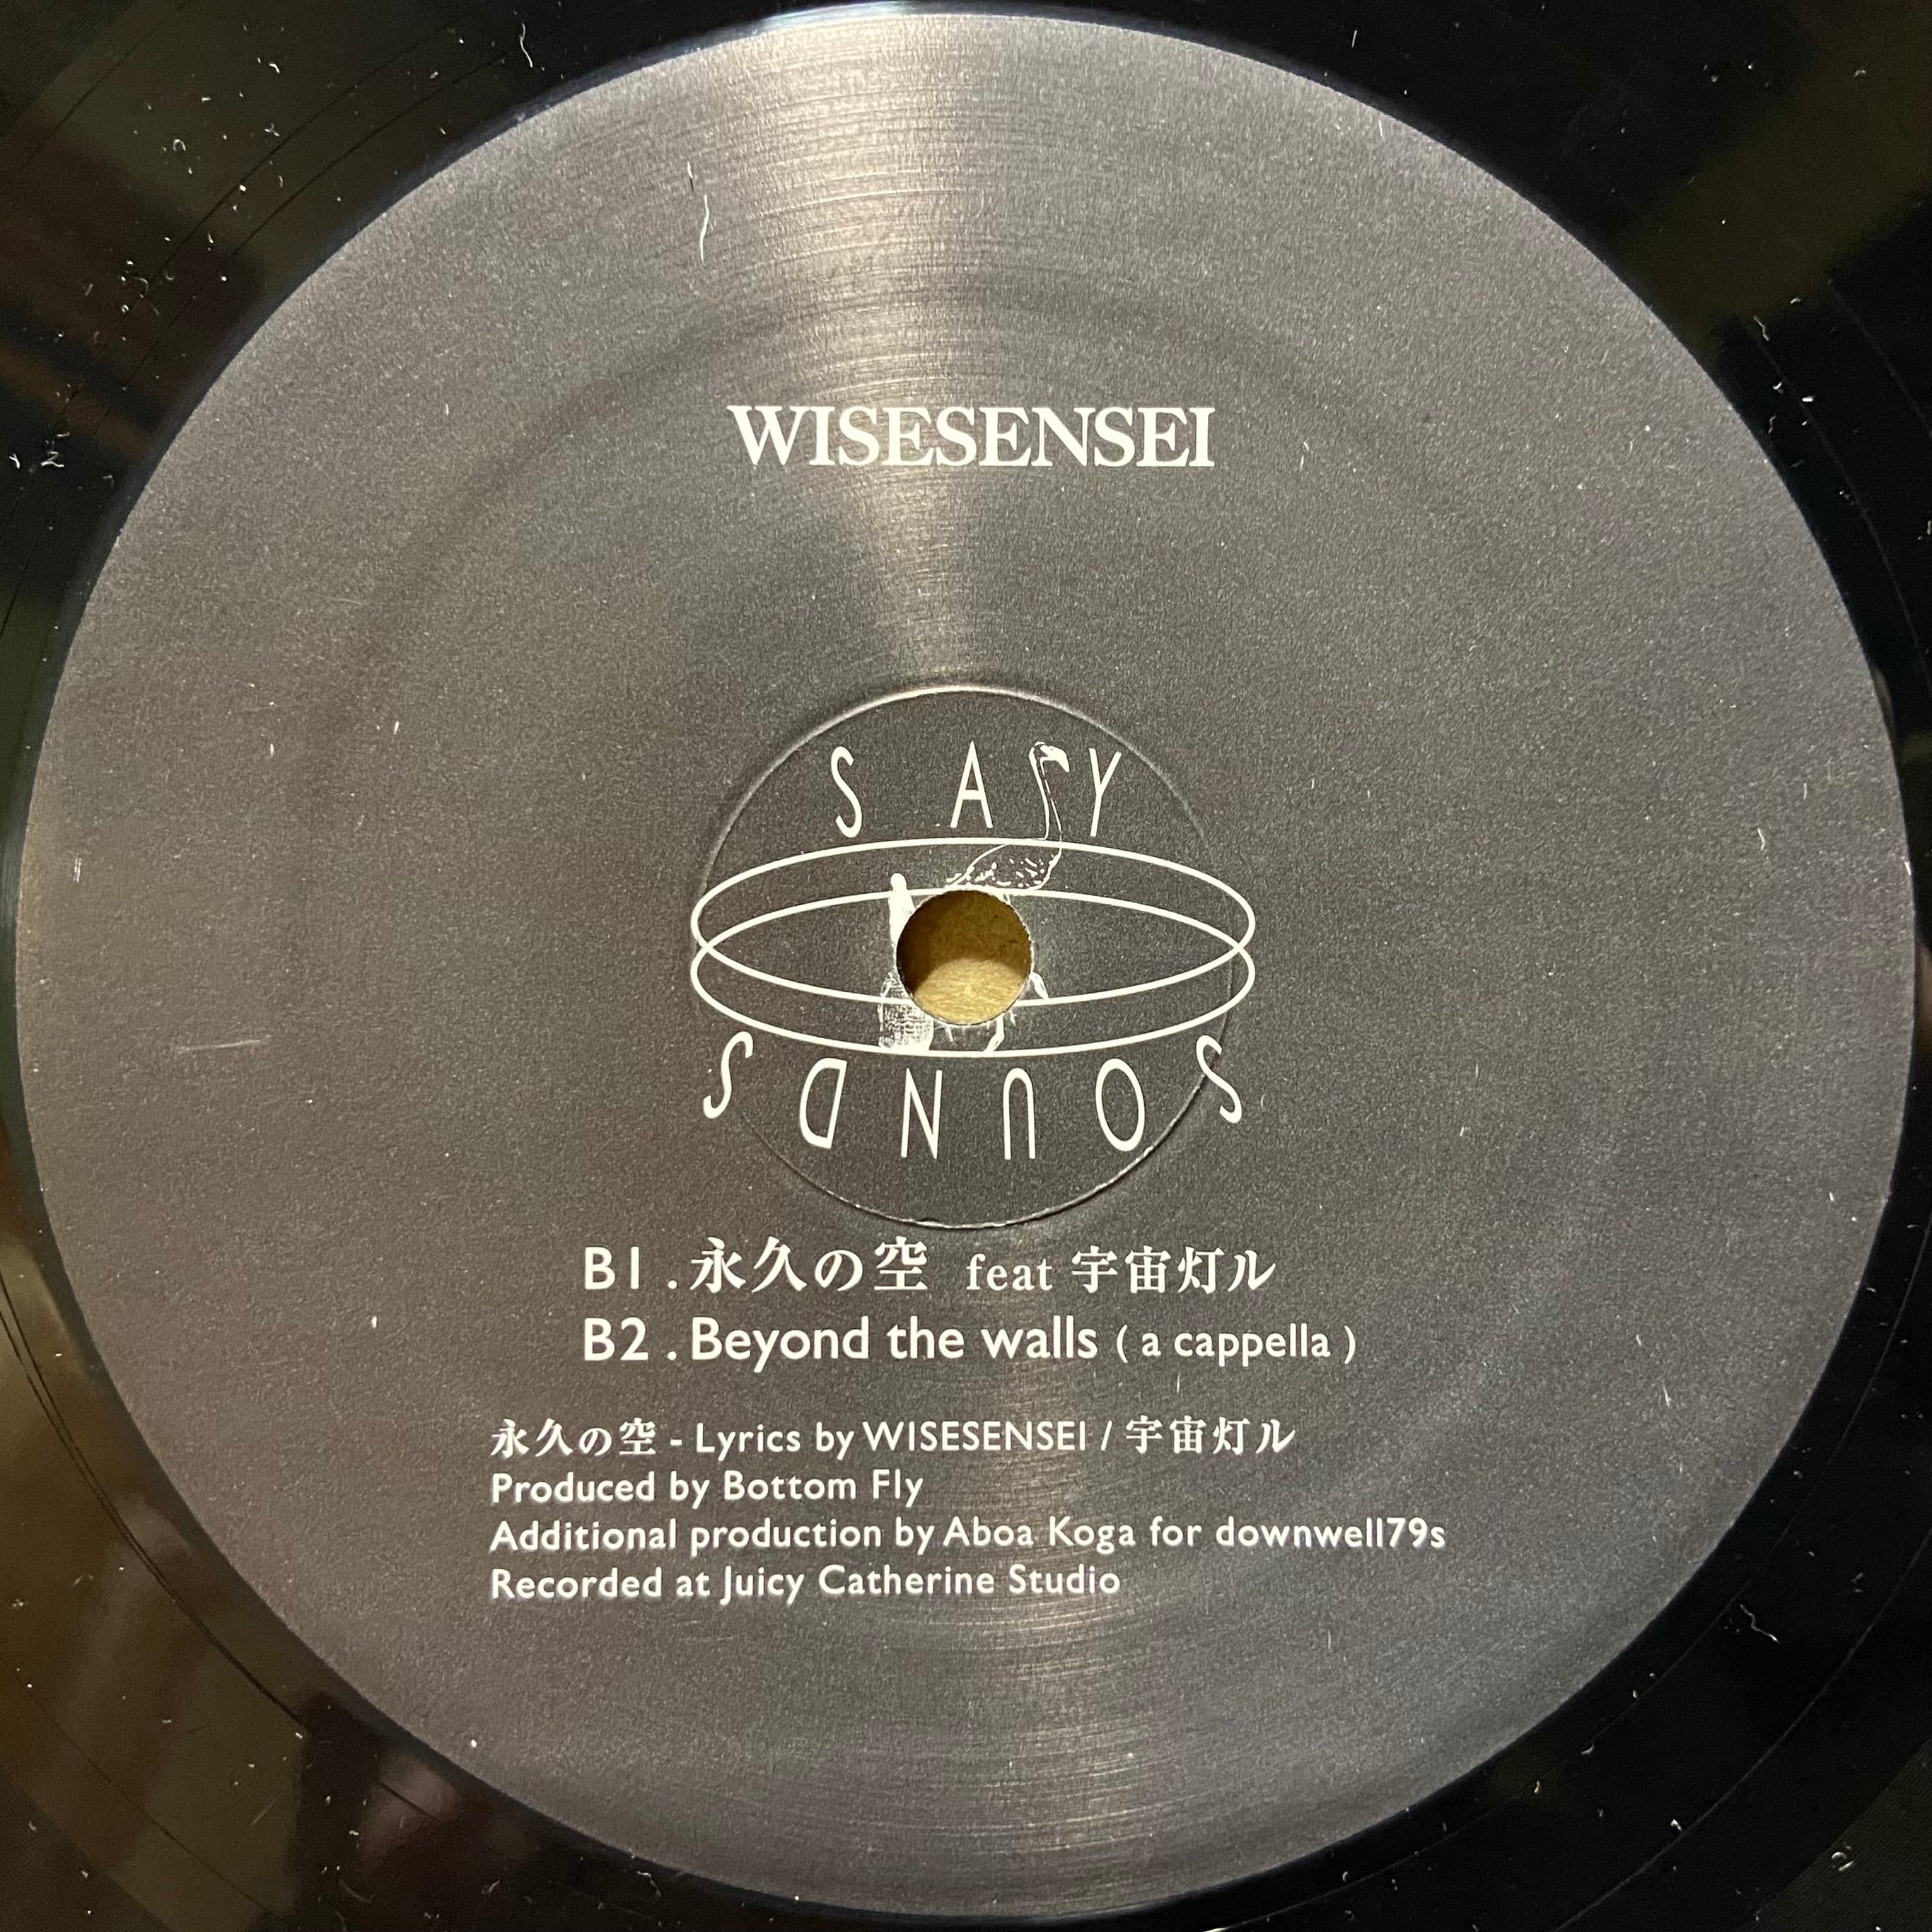 WISESENSEI
S A Y
SOUNDS
B1 . 永久の空 feat 宇宙灯ル
B2 . Beyond the walls ( a cappella )
永久の空 - Lyrics by WISESENSEI / 宇宙灯ル
Produced by Bottom Fly
Additional production by Aboa Koga for downwell79s
Recorded at Juicy Catherine Studio